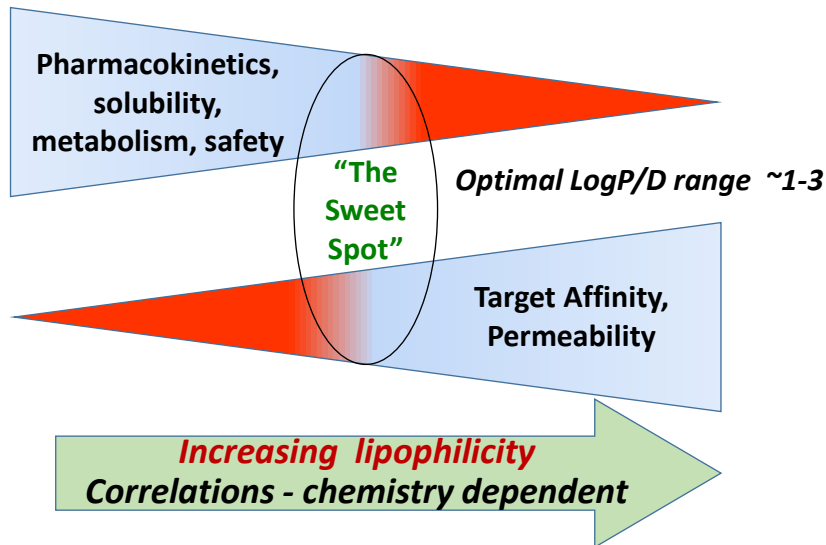 Pharmacokinetics,
solubility,
metabolism, safety
“The
Sweet
Spot”
Optimal LogP/D range ~1-3
Target Affinity,
Permeability
Increasing lipophilicity
Correlations - chemistry dependent